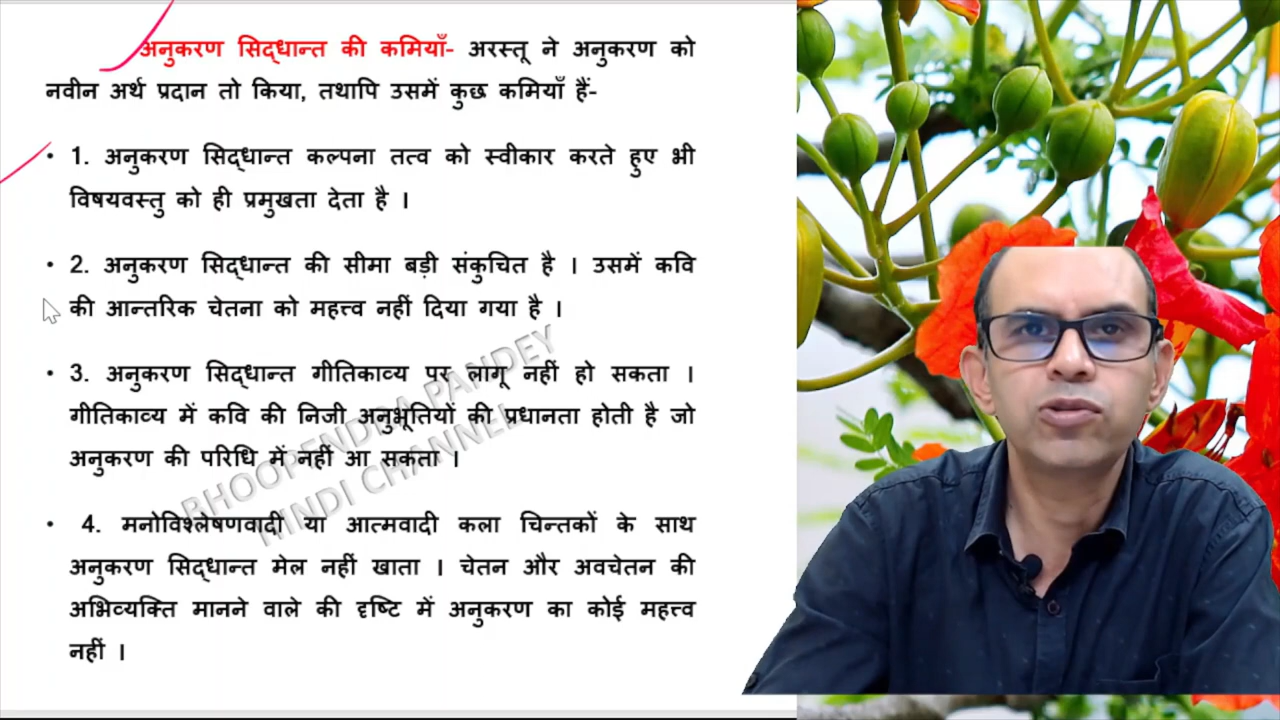 अनुकरण सिद्धान्त की कमियाँ- अरस्तू ने अनुकरण को
नवीन अर्थ प्रदान तो किया, तथापि उसमें कुछ कमियाँ हैं-
• 1. अनुकरण सिद्धान्त कल्पना तत्व को स्वीकार करते हुए भी
विषयवस्तु को ही प्रमुखता देता है ।
• 2. अनुकरण सिद्धान्त की सीमा बड़ी संकुचित है । उसमें कवि
की आन्तरिक चेतना को महत्त्व नहीं दिया गया है ।
• 3. अनुकरण सिद्धान्त गीतिकाव्य पर लागू नहीं हो सकता ।
गीतिकाव्य में कवि की निजी अनुभूतियों की प्रधानता होती है जो
अनुकरण की परिधि में नहीं आ सकता ।
• 4. मनोविश्लेषणवादी या आत्मवादी कला चिन्तकों के साथ
अनुकरण सिद्धान्त मेल नहीं खाता । चेतन और अवचेतन की
अभिव्यक्ति मानने वाले की दृष्टि में अनुकरण का कोई महत्त्व
नहीं ।
BHOOPENDRA PANDEY
HINDI CHANNEL